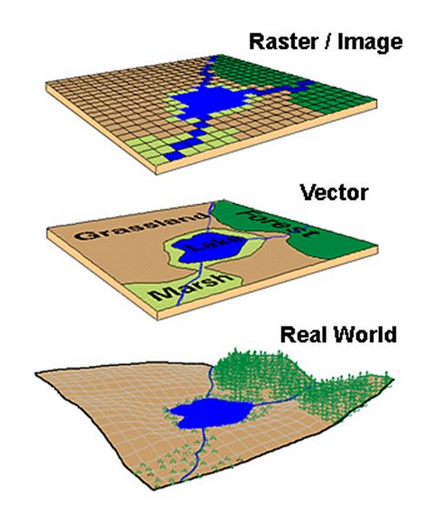 Raster / Image
Vector
Grassland
Forest
Lake
Marsh
Real World